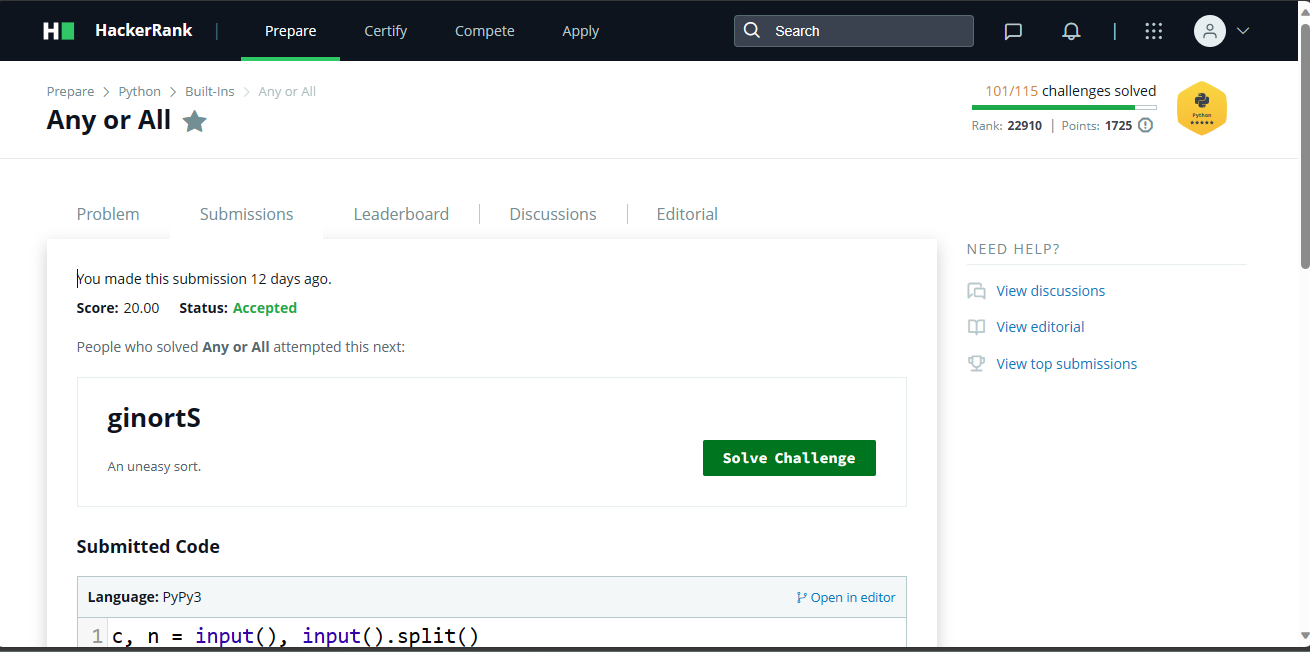 HackerRank | Prepare Certify Compete Apply Search |
Prepare > Python > Built-Ins > Any or All
Any or All
101/115 challenges solved
Rank: 22910 | Points: 1725
Python
Problem Submissions Leaderboard Discussions Editorial
You made this submission 12 days ago.
Score: 20.00 Status: Accepted
People who solved Any or All attempted this next:
ginortS
An uneasy sort.
Solve Challenge
Submitted Code
Language: PyPy3 Open in editor
1 c, n = input(), input().split()
NEED HELP?
View discussions
View editorial
View top submissions